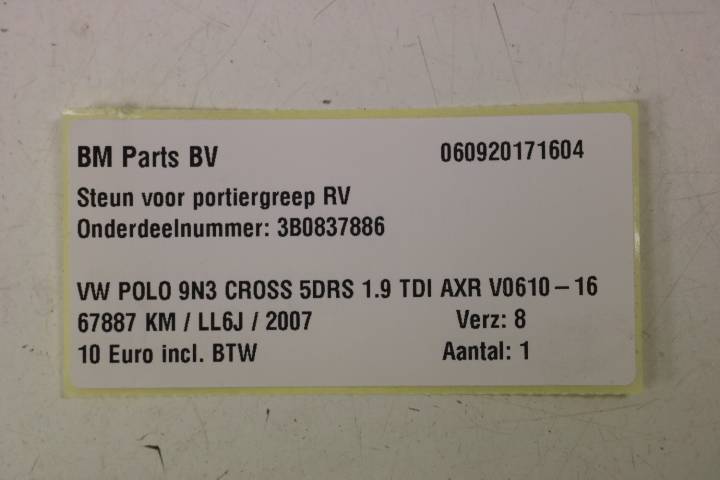 BM Parts BV 060920171604
Steun voor portiergreep RV
Onderdeelnummer: 3B0837886
VW POLO 9N3 CROSS 5DRS 1.9 TDI AXR V0610-16
67887 KM / LL6J / 2007 Verz: 8
10 Euro incl. BTW Aantal: 1